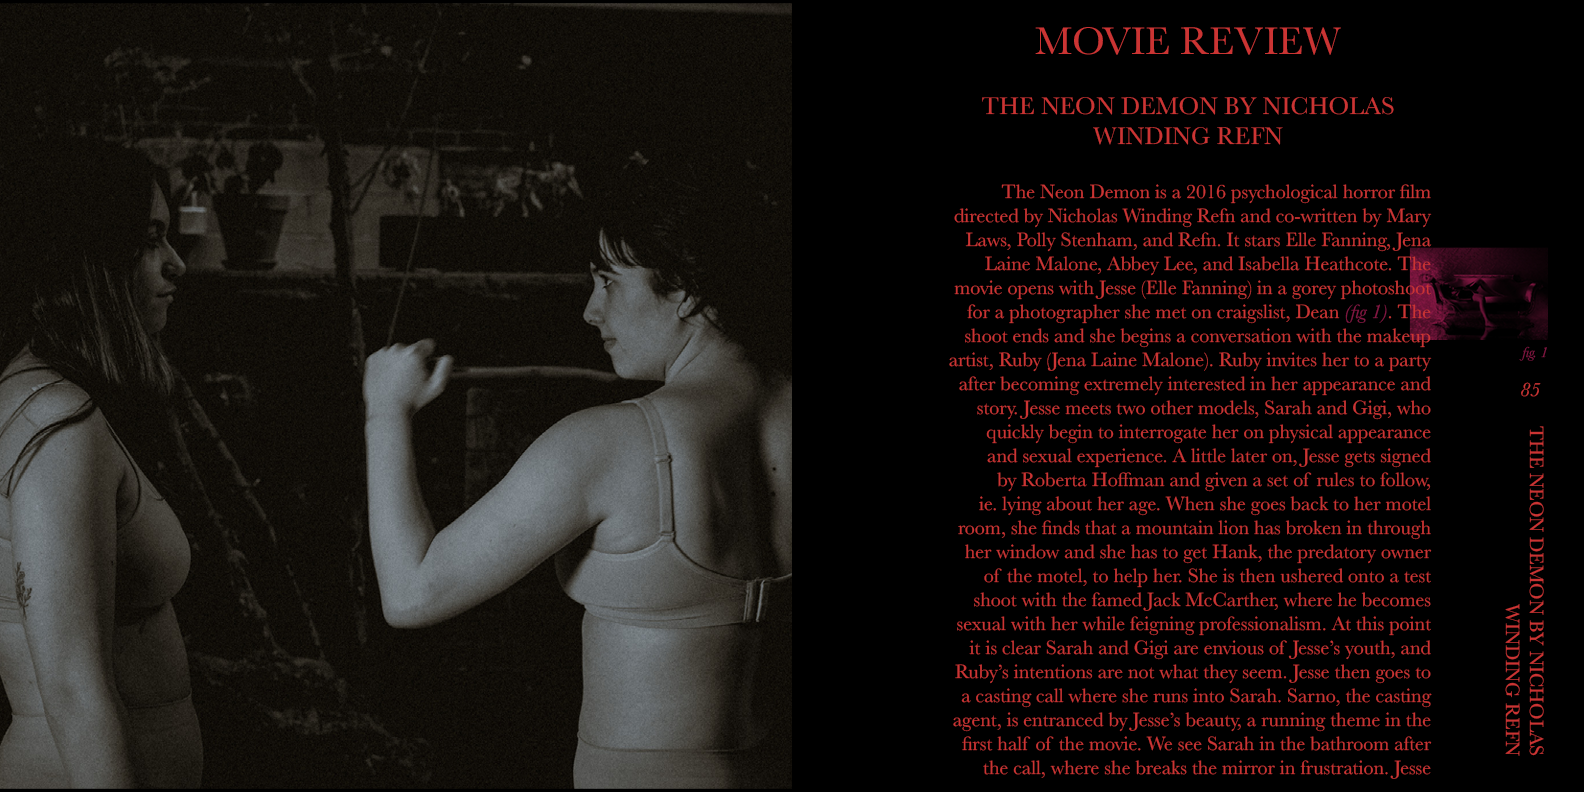 MOVIE REVIEW
THE NEON DEMON BY NICHOLAS
WINDING REFN
The Neon Demon is a 2016 psychological horror film
directed by Nicholas Winding Refn and co-written by Mary
Laws, Polly Stenham, and Refn. It stars Elle Fanning, Jena
Laine Malone, Abbey Lee, and Isabella Heathcote. The
movie opens with Jesse (Elle Fanning) in a gorey photoshoot
for a photographer she met on craigslist, Dean (fig 1). The
shoot ends and she begins a conversation with the makeup
artist, Ruby (Jena Laine Malone). Ruby invites her to a party
after becoming extremely interested in her appearance and
story. Jesse meets two other models, Sarah and Gigi, who
quickly begin to interrogate her on physical appearance
and sexual experience. A little later on, Jesse gets signed
by Roberta Hoffman and given a set of rules to follow,
ie. lying about her age. When she goes back to her motel
room, she finds that a mountain lion has broken in through
her window and she has to get Hank, the predatory owner
of the motel, to help her. She is then ushered onto a test
shoot with the famed Jack McCarther, where he becomes
sexual with her while feigning professionalism. At this point
it is clear Sarah and Gigi are envious of Jesse’s youth, and
Ruby’s intentions are not what they seem. Jesse then goes to
a casting call where she runs into Sarah. Sarno, the casting
agent, is entranced by Jesse’s beauty, a running theme in the
first half of the movie. We see Sarah in the bathroom after
the call, where she breaks the mirror in frustration. Jesse
fig. 1
85
THE NEON DEMON BY NICHOLAS
WINDING REFN